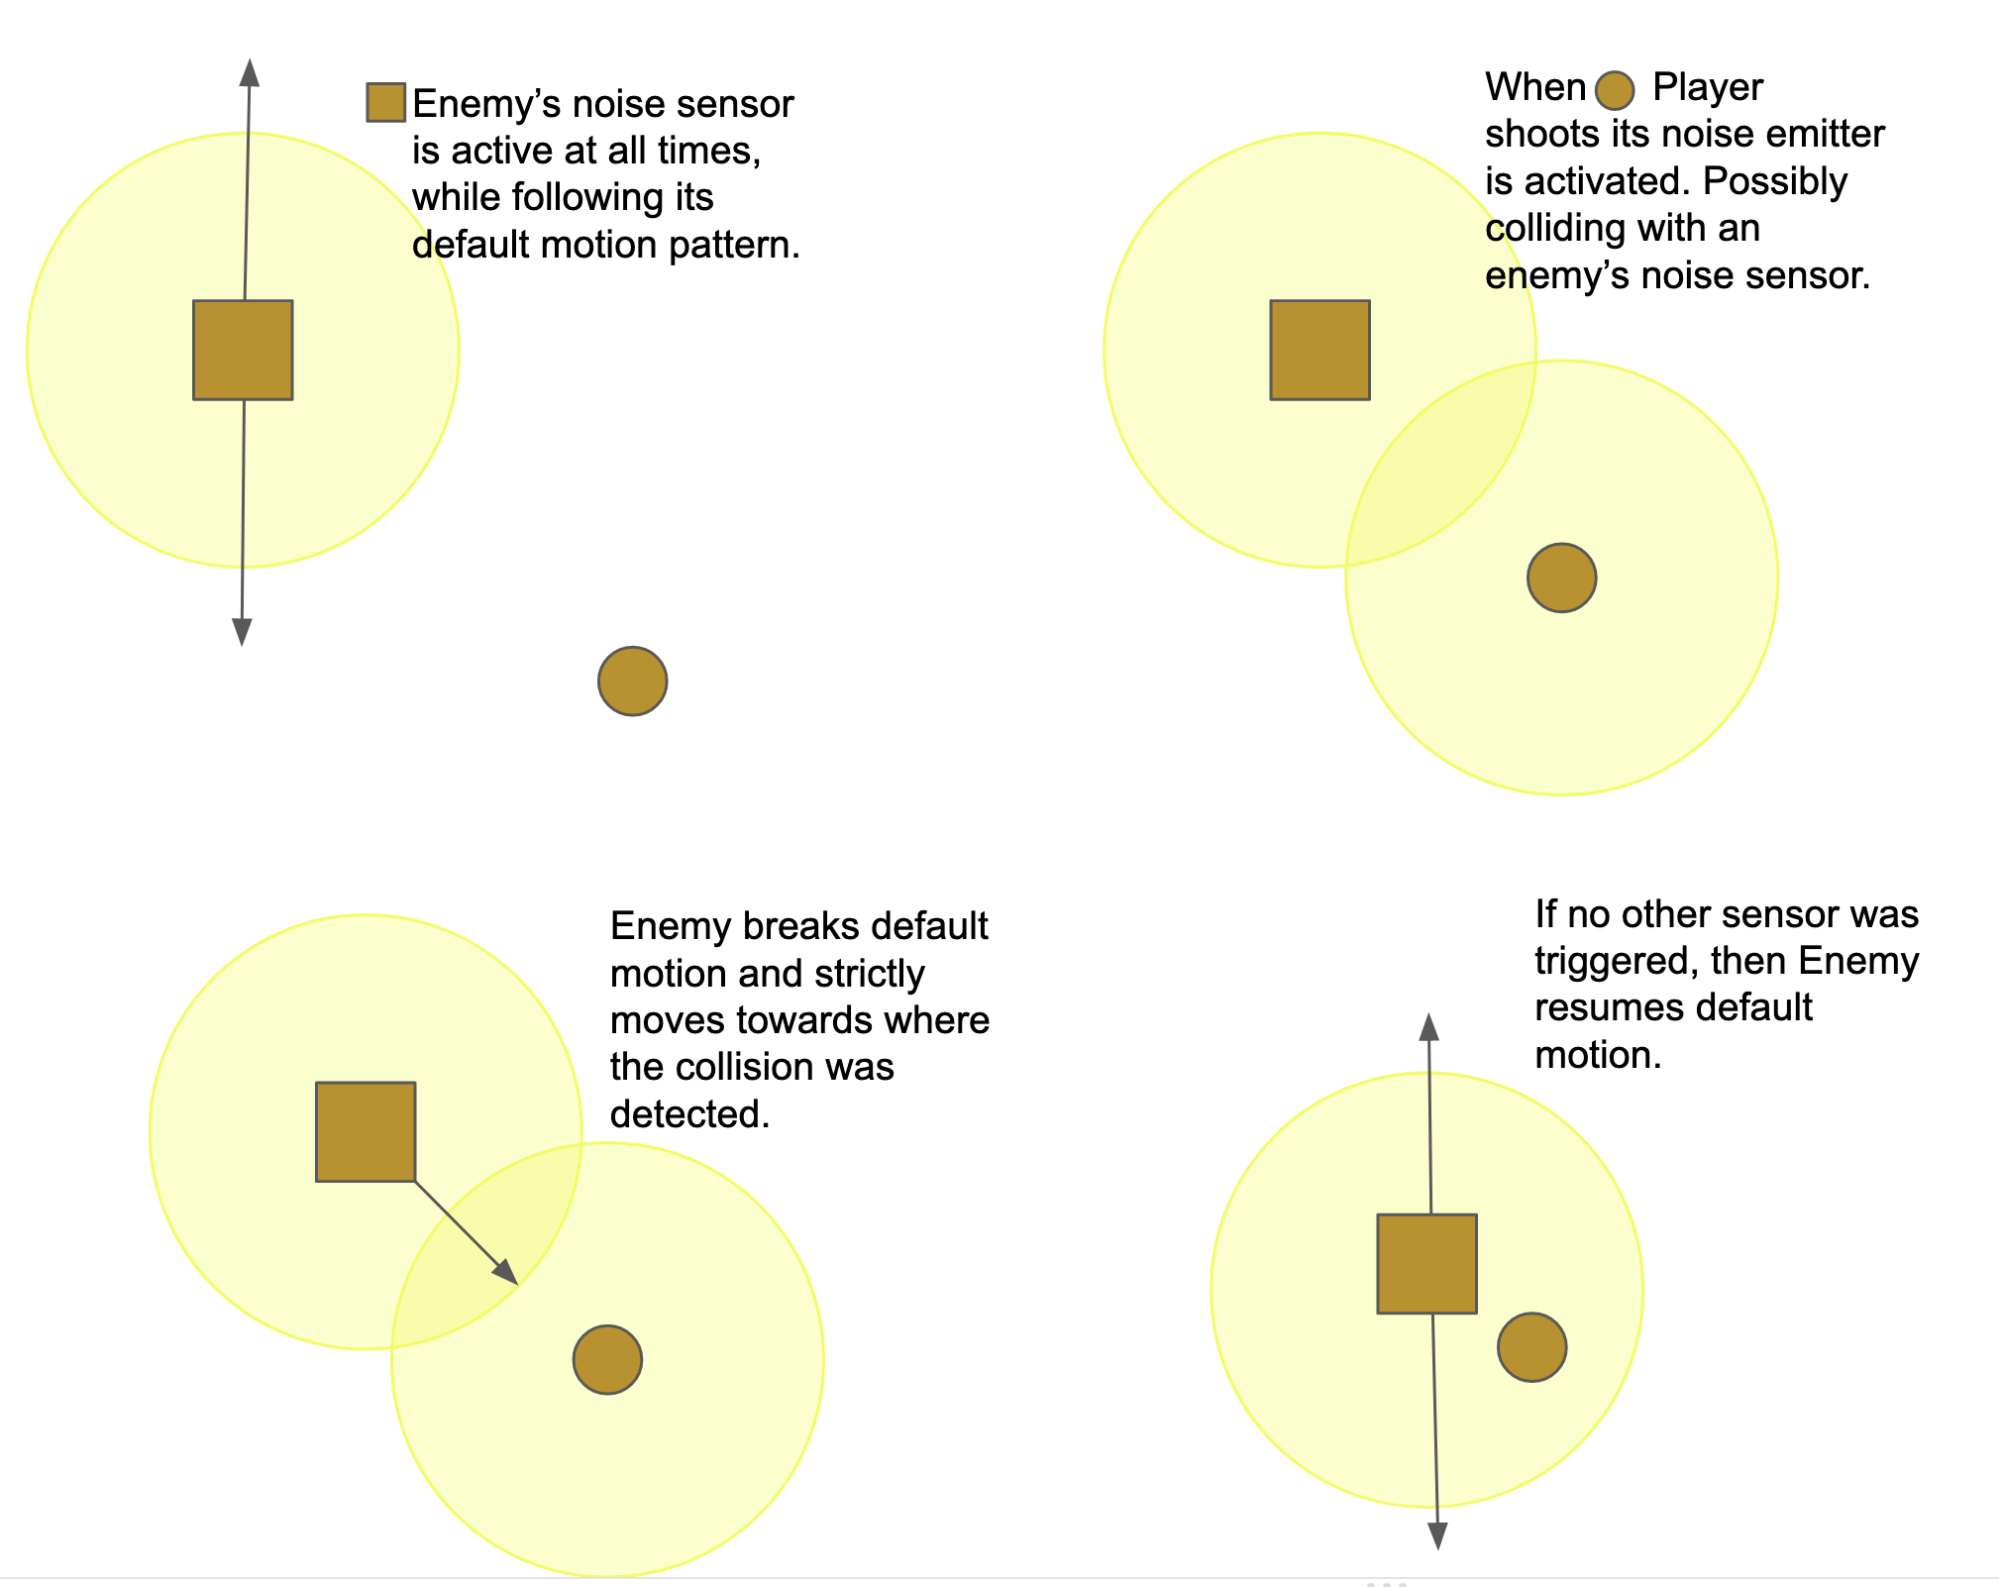 Enemy’s noise sensor
is active at all times,
while following its
default motion pattern.
When Player
shoots its noise emitter
is activated. Possibly
colliding with an
enemy’s noise sensor.
Enemy breaks default
motion and strictly
moves towards where
the collision was
detected.
If no other sensor was
triggered, then Enemy
resumes default
motion.